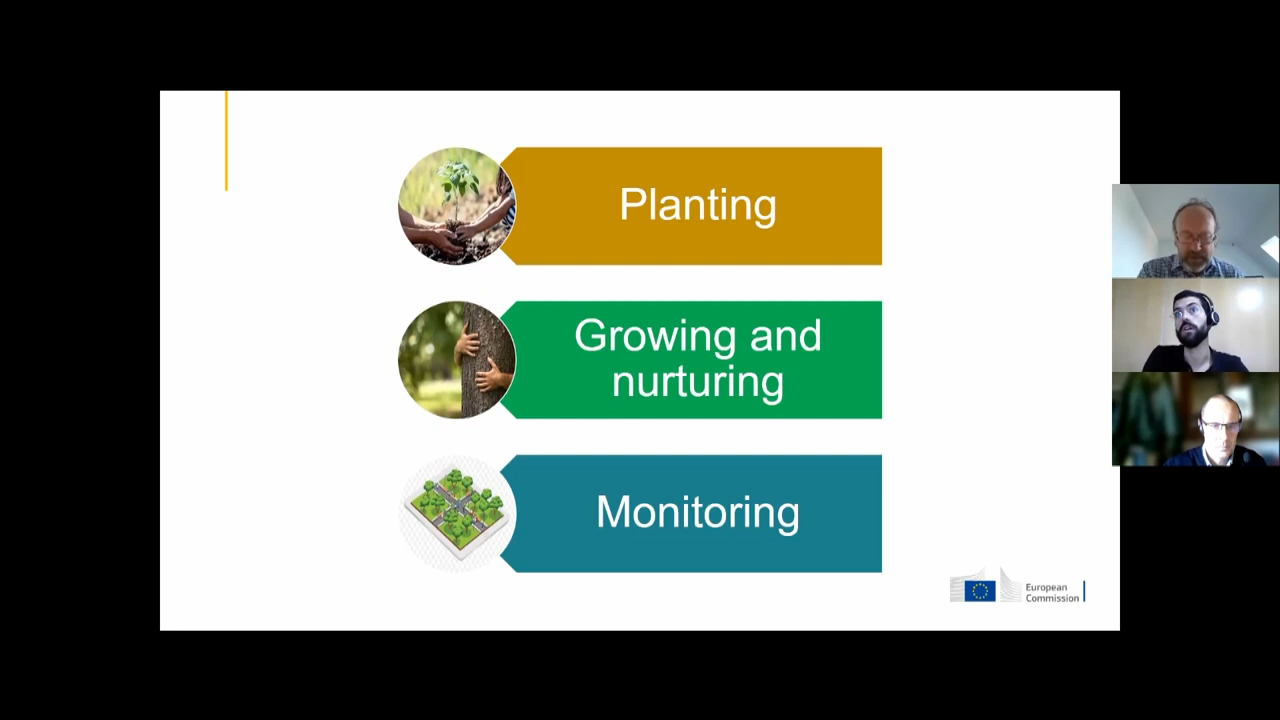 Planting
Growing and
nurturing
Monitoring
European
Commission